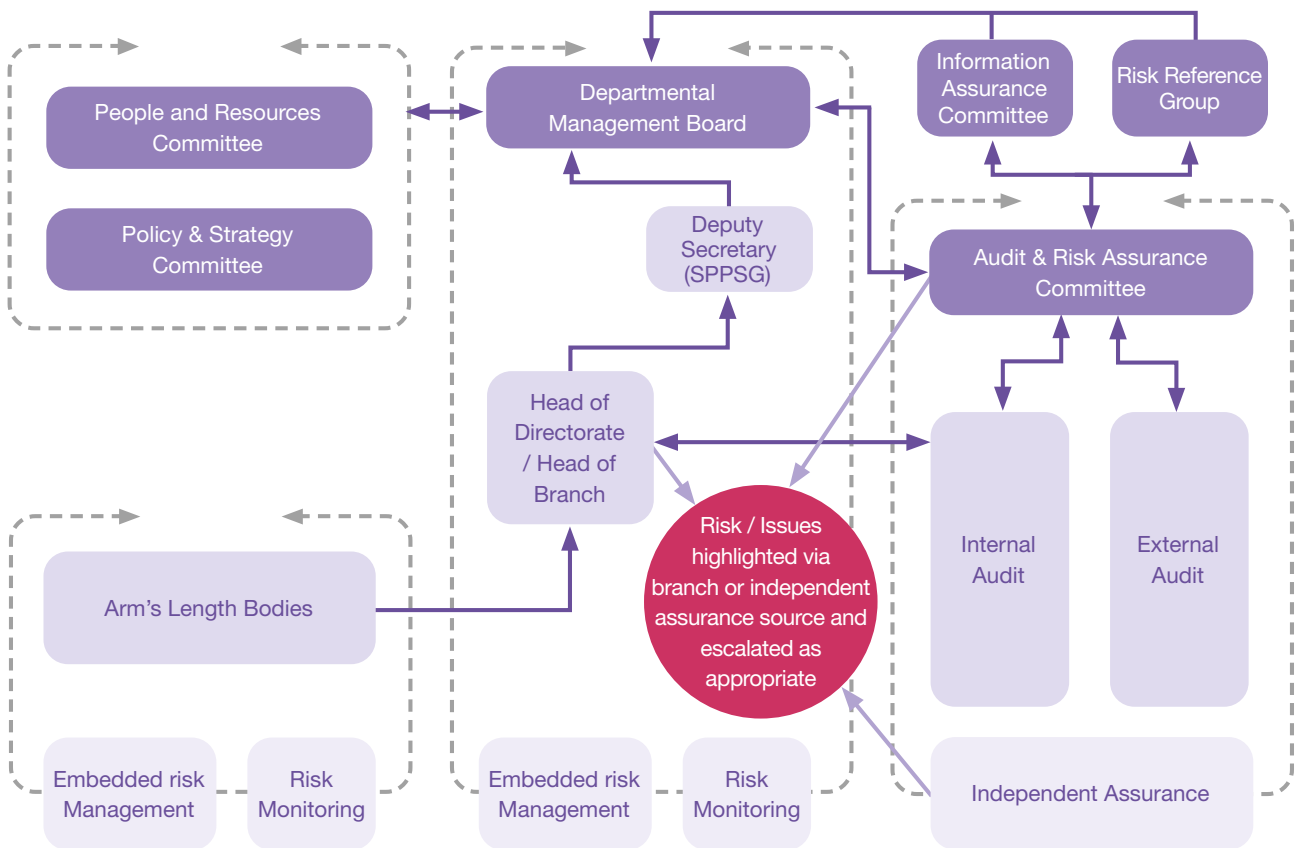 People and Resources
Committee
Policy & Strategy
Committee
Departmental
Management Board
Information
Assurance
Committee
Risk Reference
Group
Deputy
Secretary
(SPPSG)
Audit & Risk Assurance
Committee
Head of
Directorate
/ Head of
Branch
Risk / Issues
highlighted via
branch or independent
assurance source and
escalated as
appropriate
Internal
Audit
External
Audit
Arm’s Length Bodies
Embedded risk
Management
Risk
Monitoring
Embedded risk
Management
Risk
Monitoring
Independent Assurance